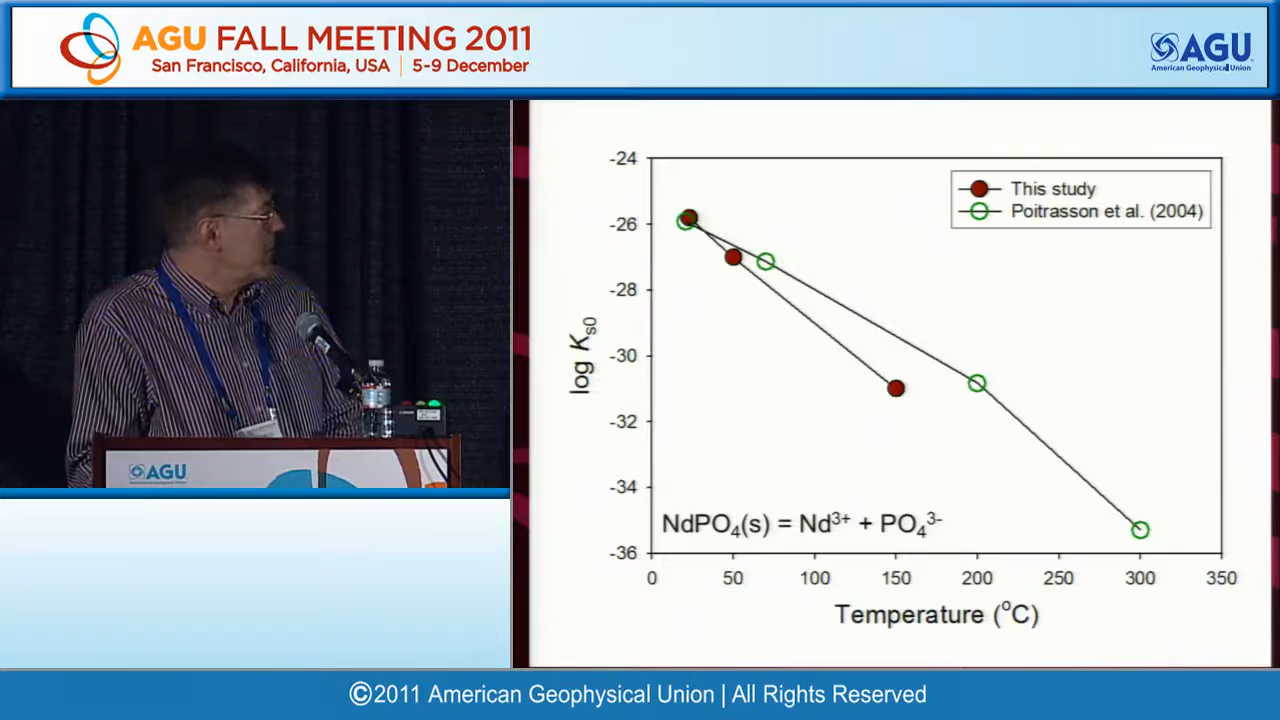 AGU FALL MEETING 2011
San Francisco, California, USA | 5-9 December
AGU
American Geophysical Union
-24
-26
-28
-30
-32
-34
-36
log Ks0
This study
Poitrasson et al. (2004)
NdPO4(s) = Nd3+ + PO43-
0 50 100 150 200 250 300 350
Temperature (oC)
AGU
©2011 American Geophysical Union | All Rights Reserved